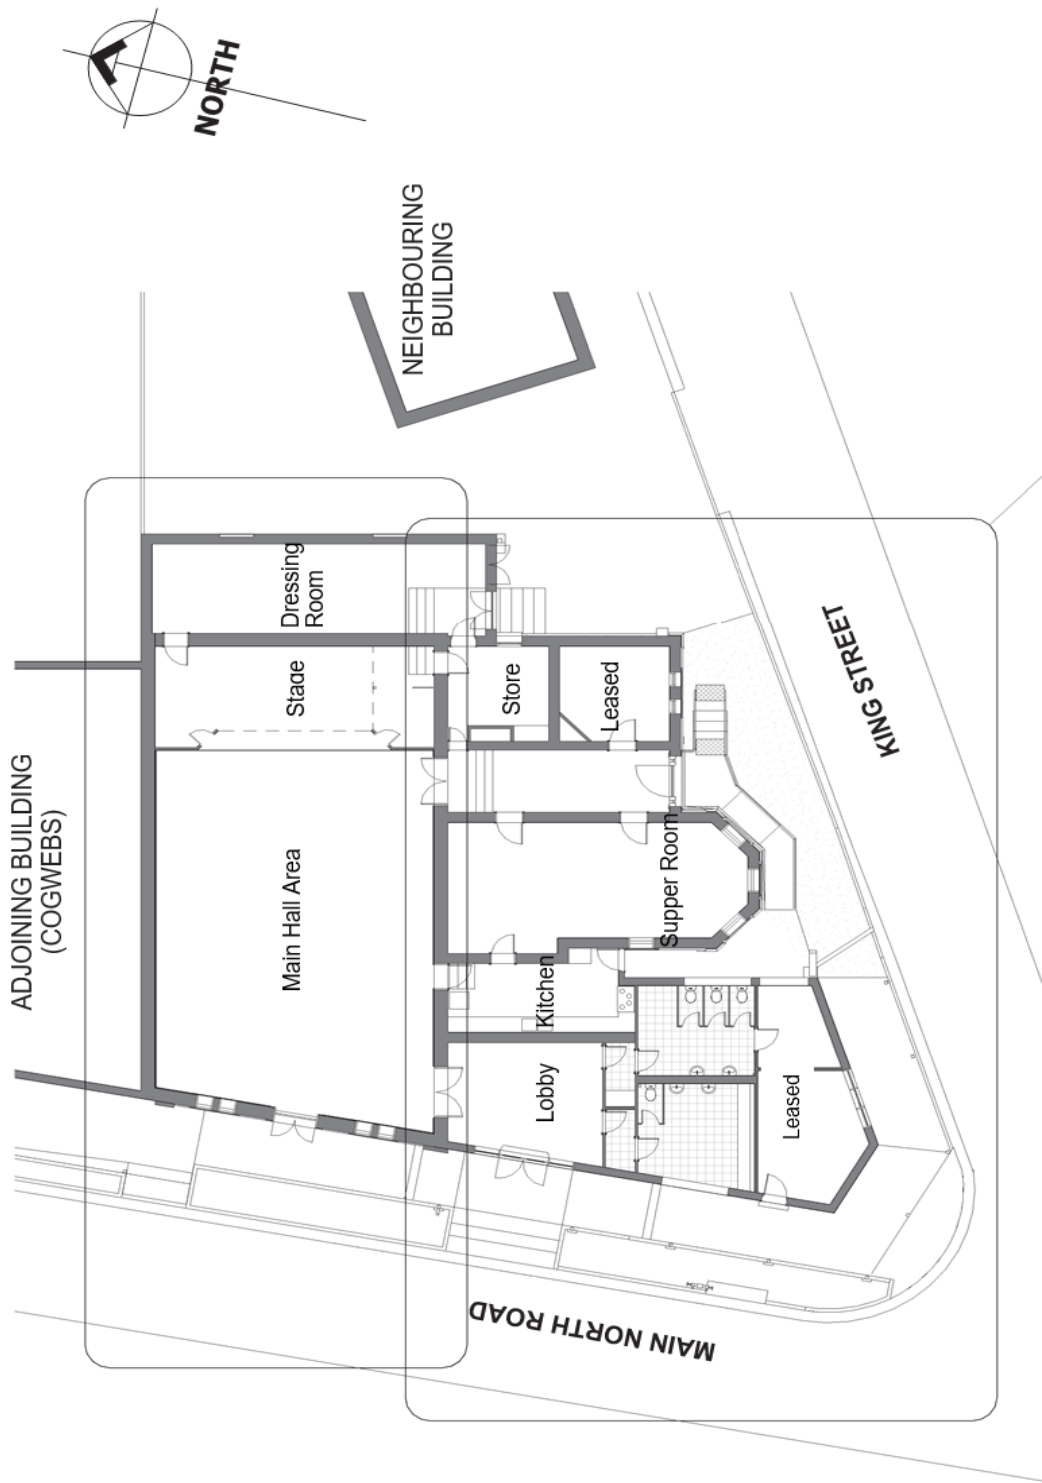 NORTH
NEIGHBOURING
BUILDING
ADJOINING BUILDING
(COGWEBS)
Dressing
Room
Stage
Store
Leased
KING STREET
Main Hall Area
Supper Room
Kitchen
Lobby
Leased
MAIN NORTH ROAD